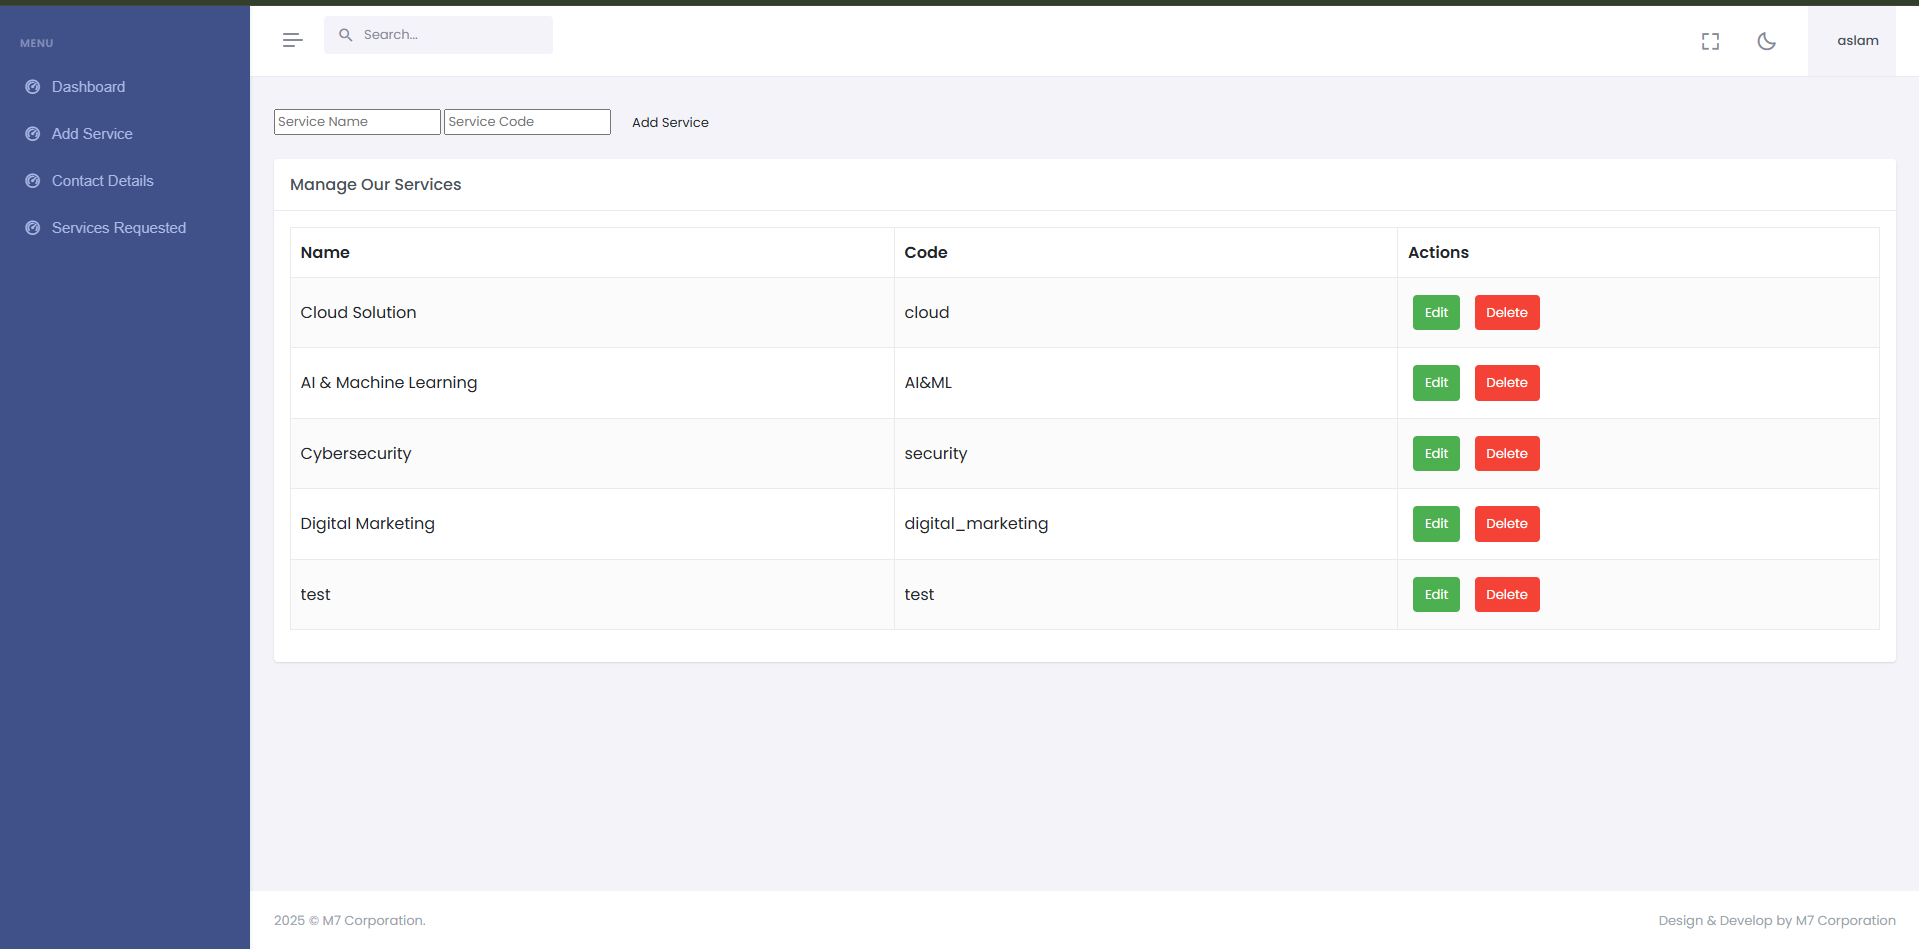 MENU
Dashboard
Add Service
Contact Details
Services Requested
Search...
aslam
Service Name Service Code Add Service
Manage Our Services
Name Code Actions
Cloud Solution cloud Edit Delete
AI & Machine Learning AI&ML Edit Delete
Cybersecurity security Edit Delete
Digital Marketing digital_marketing Edit Delete
test test Edit Delete
2025 © M7 Corporation. Design & Develop by M7 Corporation